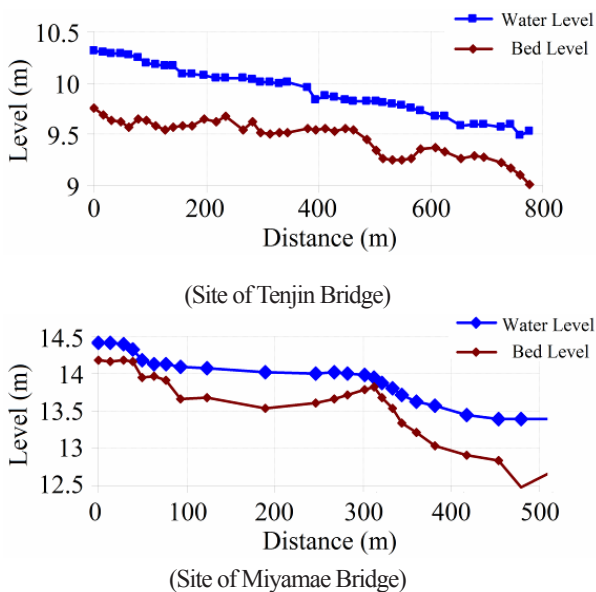 10.5
10
9.5
9
Level (m)
Water Level
Bed Level
0
200
400
600
800
Distance (m)
(Site of Tenjin Bridge)
14.5
14
13.5
13
12.5
Level (m)
Water Level
Bed Level
0
100
200
300
400
500
Distance (m)
(Site of Miyamae Bridge)